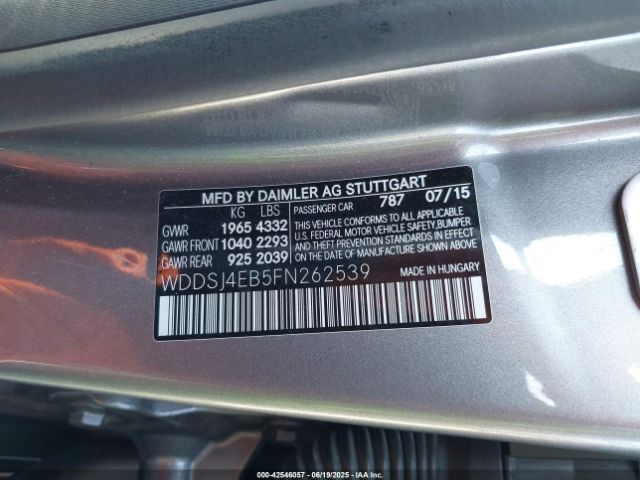 MFD BY DAIMLER AG STUTTGART
KG LBS
GVWR 1965 4332
GAWR FRONT 1040 2293
GAWR REAR 925 2039
PASSENGER CAR 787 07/15
THIS VEHICLE CONFORMS TO ALL APPLICABLE
U.S. FEDERAL MOTOR VEHICLE SAFETY,BUMPER,
AND THEFT PREVENTION STANDARDS IN EFFECT
ON THE DATE OF MANUFACTURE SHOWN ABOVE.
WDDSJ4EB5FN262539
MADE IN HUNGARY
000-42546057 - 06/19/2025 - IAA, Inc.